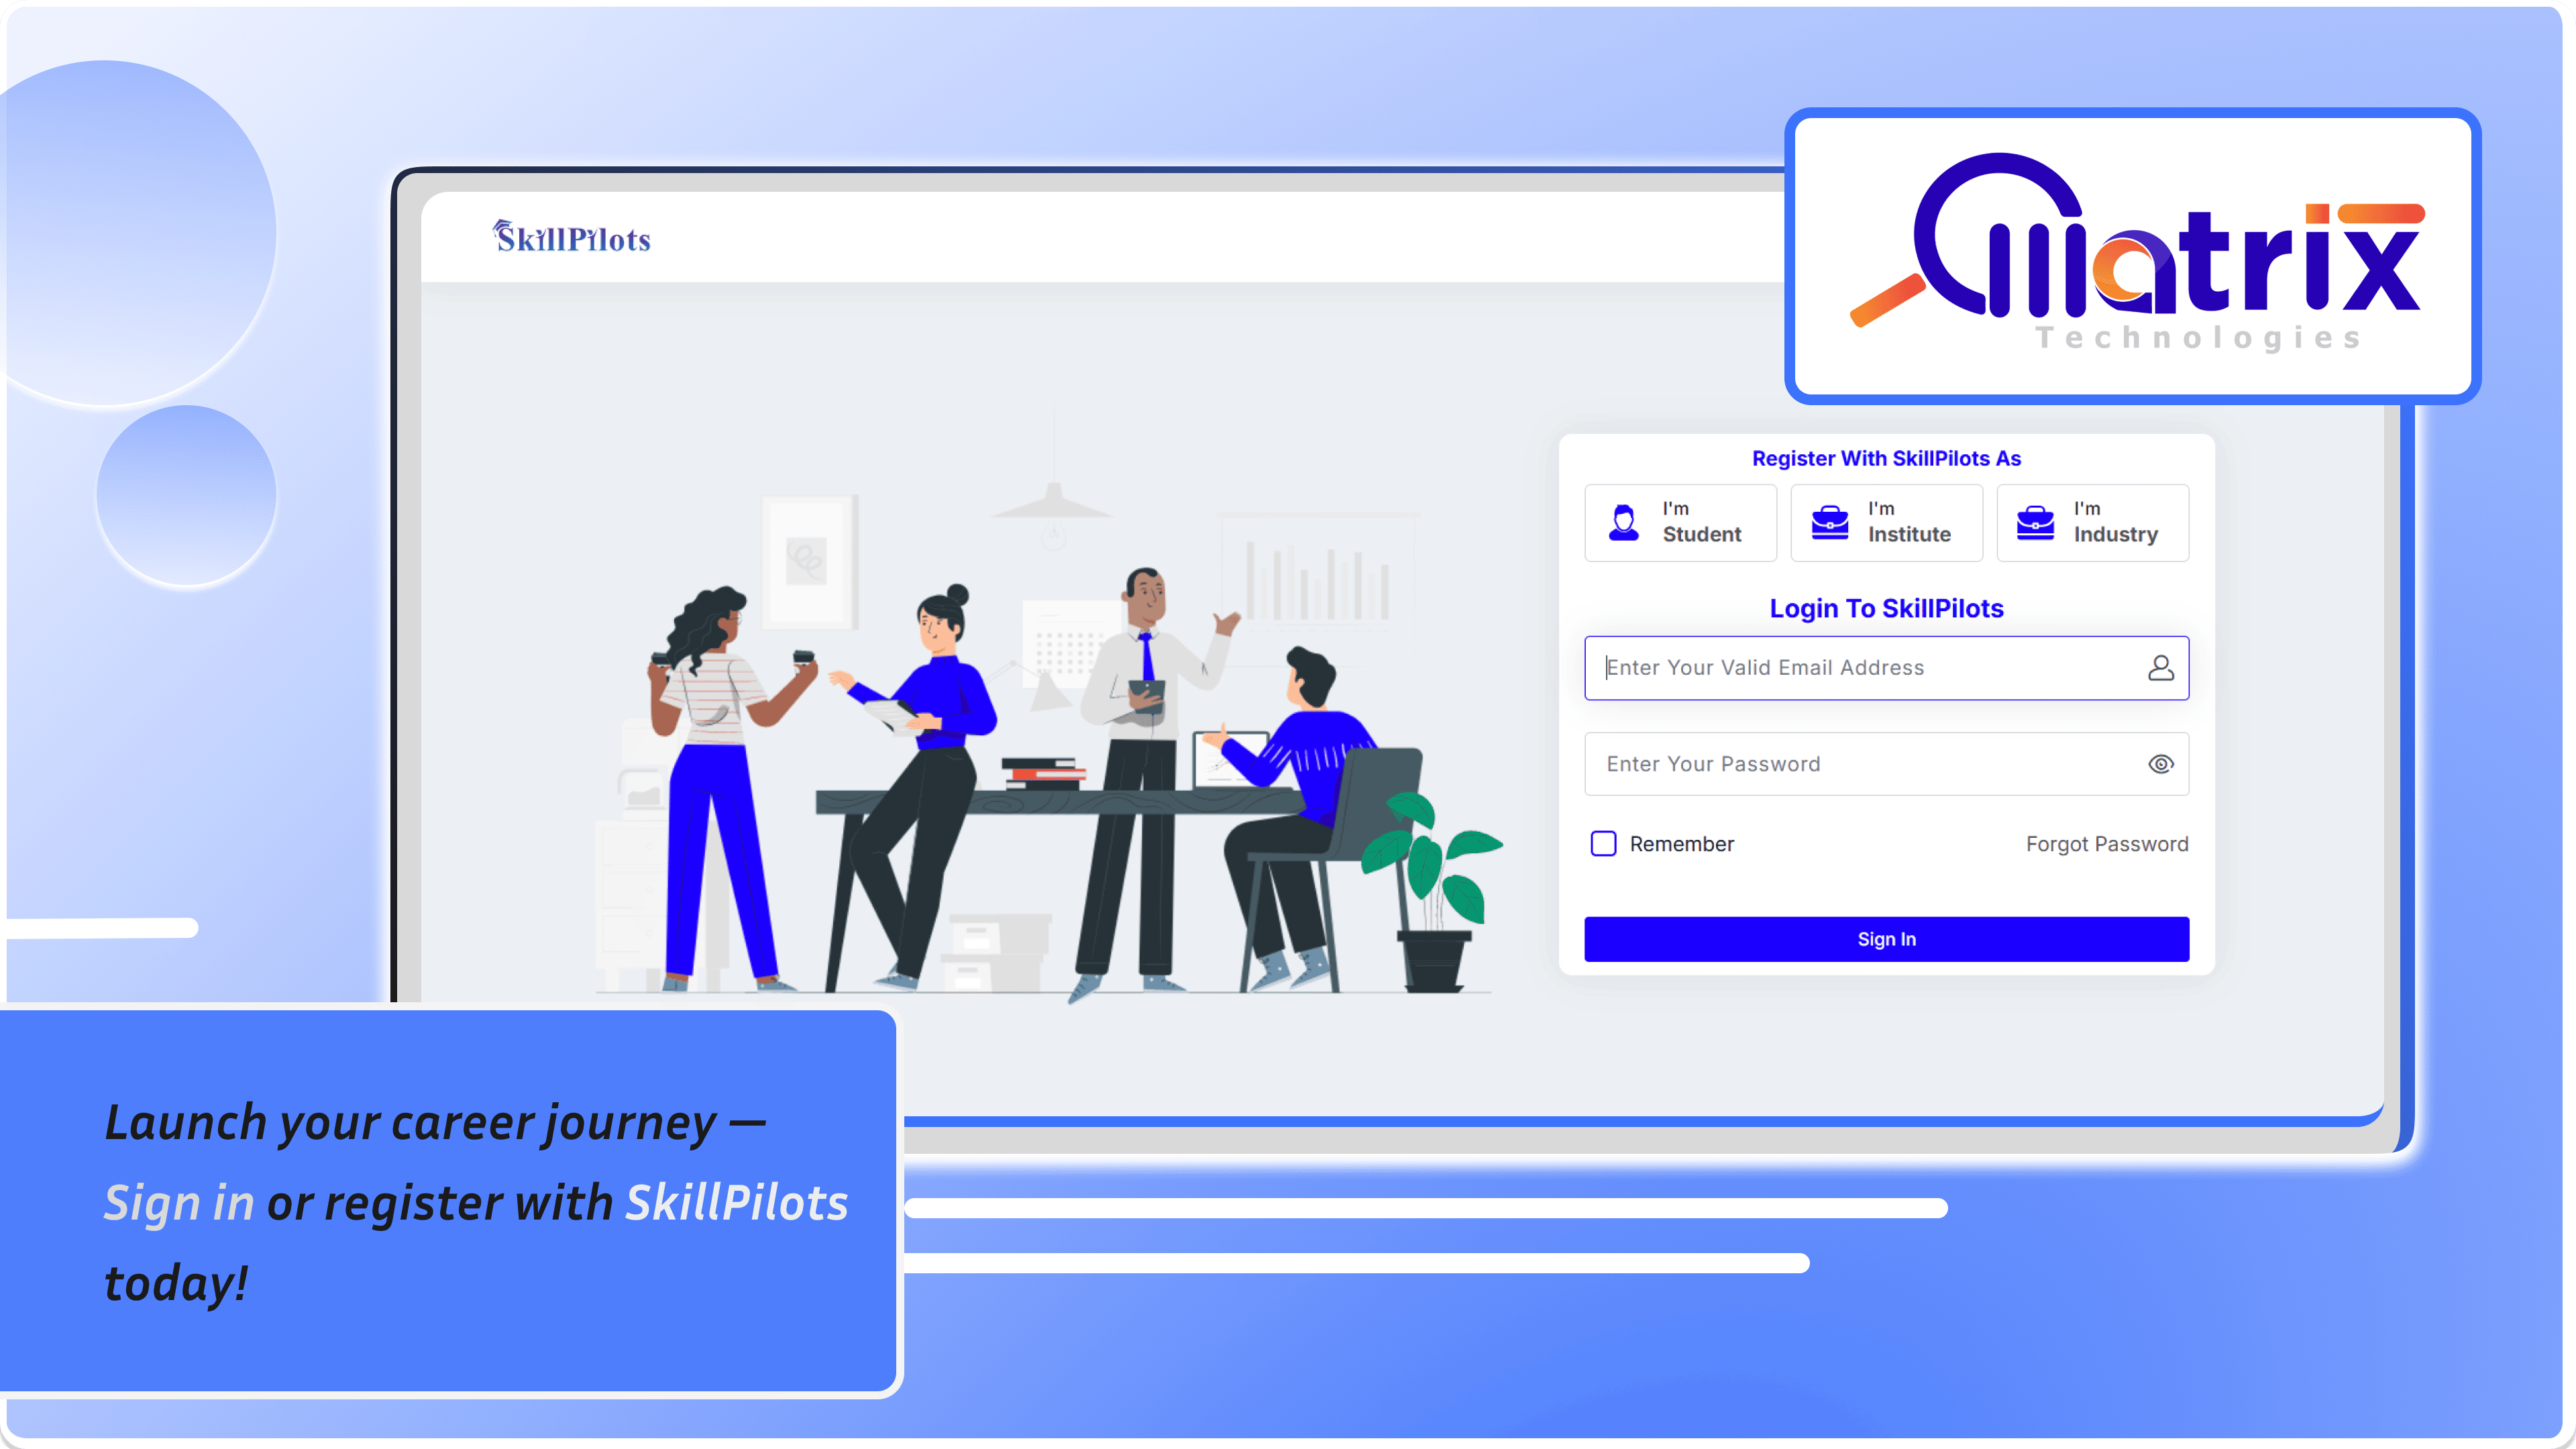 SkillPilots
matrix
Technologies
Register With SkillPilots As
I'm
Student
I'm
Institute
I'm
Industry
Login To SkillPilots
Enter Your Valid Email Address
Enter Your Password
Remember
Forgot Password
Sign In
Launch your career journey —
Sign in or register with SkillPilots
today!